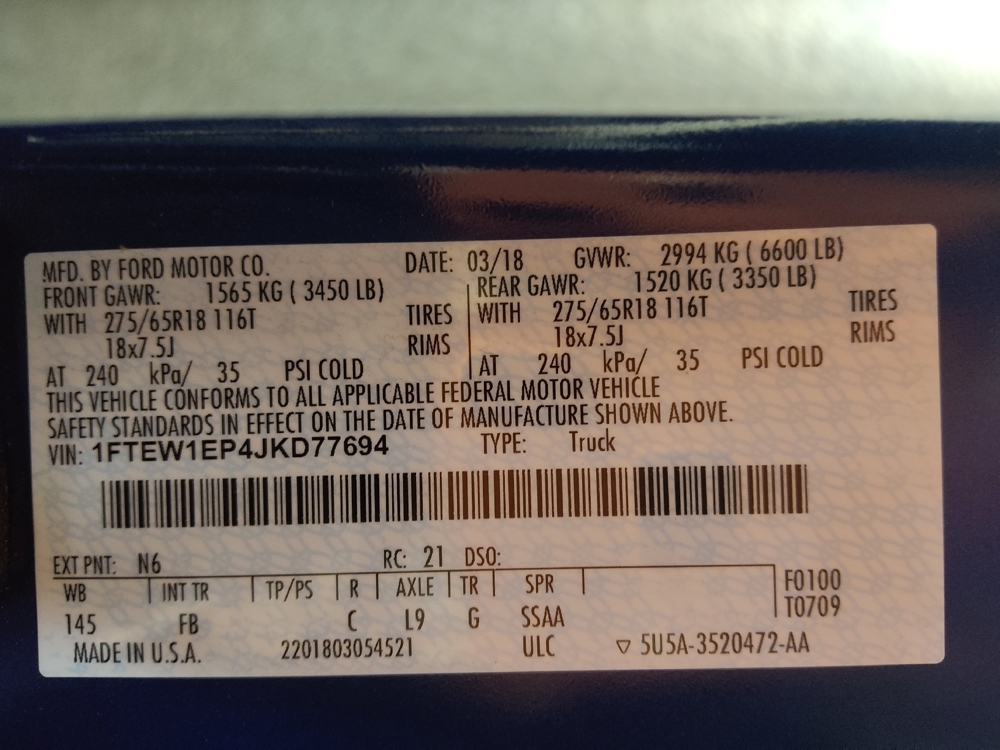 MFD. BY FORD MOTOR CO. DATE: 03/18 GVWR: 2994 KG ( 6600 LB)
FRONT GAWR: 1565 KG ( 3450 LB) REAR GAWR: 1520 KG ( 3350 LB)
WITH 275/65R18 116T TIRES WITH 275/65R18 116T TIRES
18x7.5J RIMS 18x7.5J RIMS
AT 240 kPa/ 35 PSI COLD AT 240 kPa/ 35 PSI COLD
THIS VEHICLE CONFORMS TO ALL APPLICABLE FEDERAL MOTOR VEHICLE
SAFETY STANDARDS IN EFFECT ON THE DATE OF MANUFACTURE SHOWN ABOVE.
VIN: 1FTEW1EP4JKD77694 TYPE: Truck
EXT PNT: N6 RC: 21 DSO:
WB INT TR TP/PS R AXLE TR SPR F0100
T0709
145 FB C L9 G SSAA
MADE IN U.S.A. 2201803054521 ULC ▽ 5U5A-3520472-AA